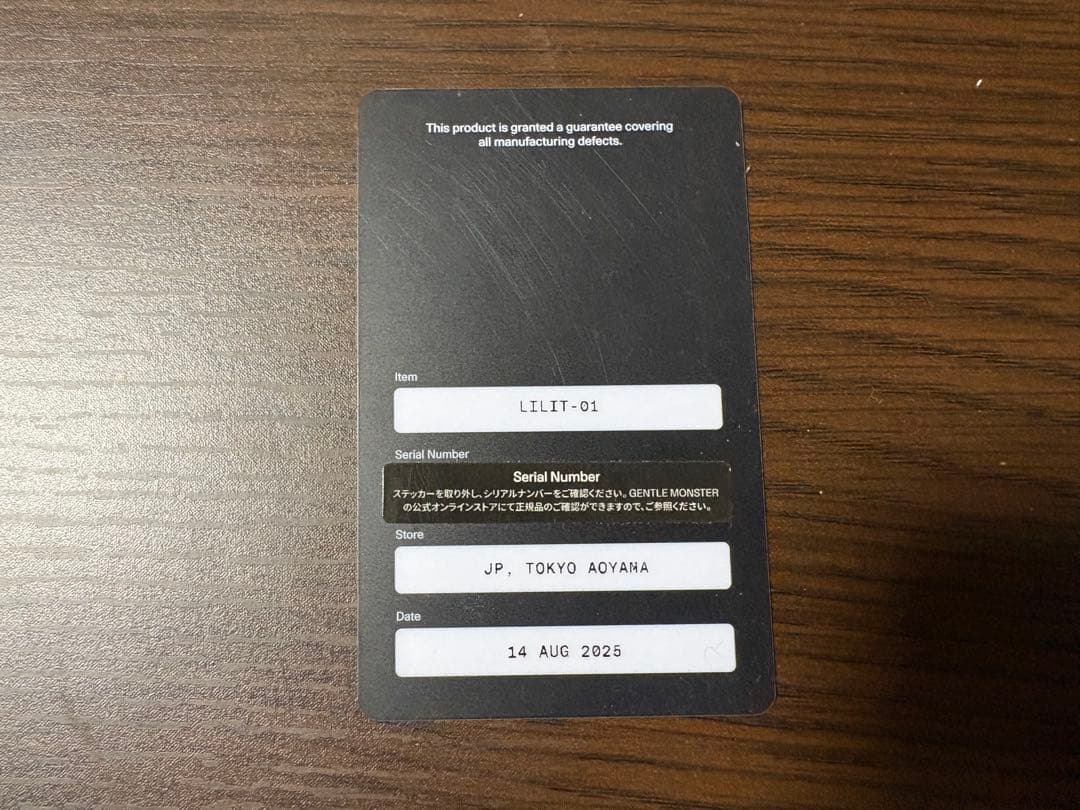 This product is granted a guarantee covering
all manufacturing defects.
Item
LILIT-01
Serial Number
Serial Number
ステッカーを取り外し、シリアルナンバーをご確認ください。GENTLE MONSTER
の公式オンラインストアにて正規品のご確認ができますので、ご参照ください。
Store
JP, TOKYO AOYAMA
Date
14 AUG 2025